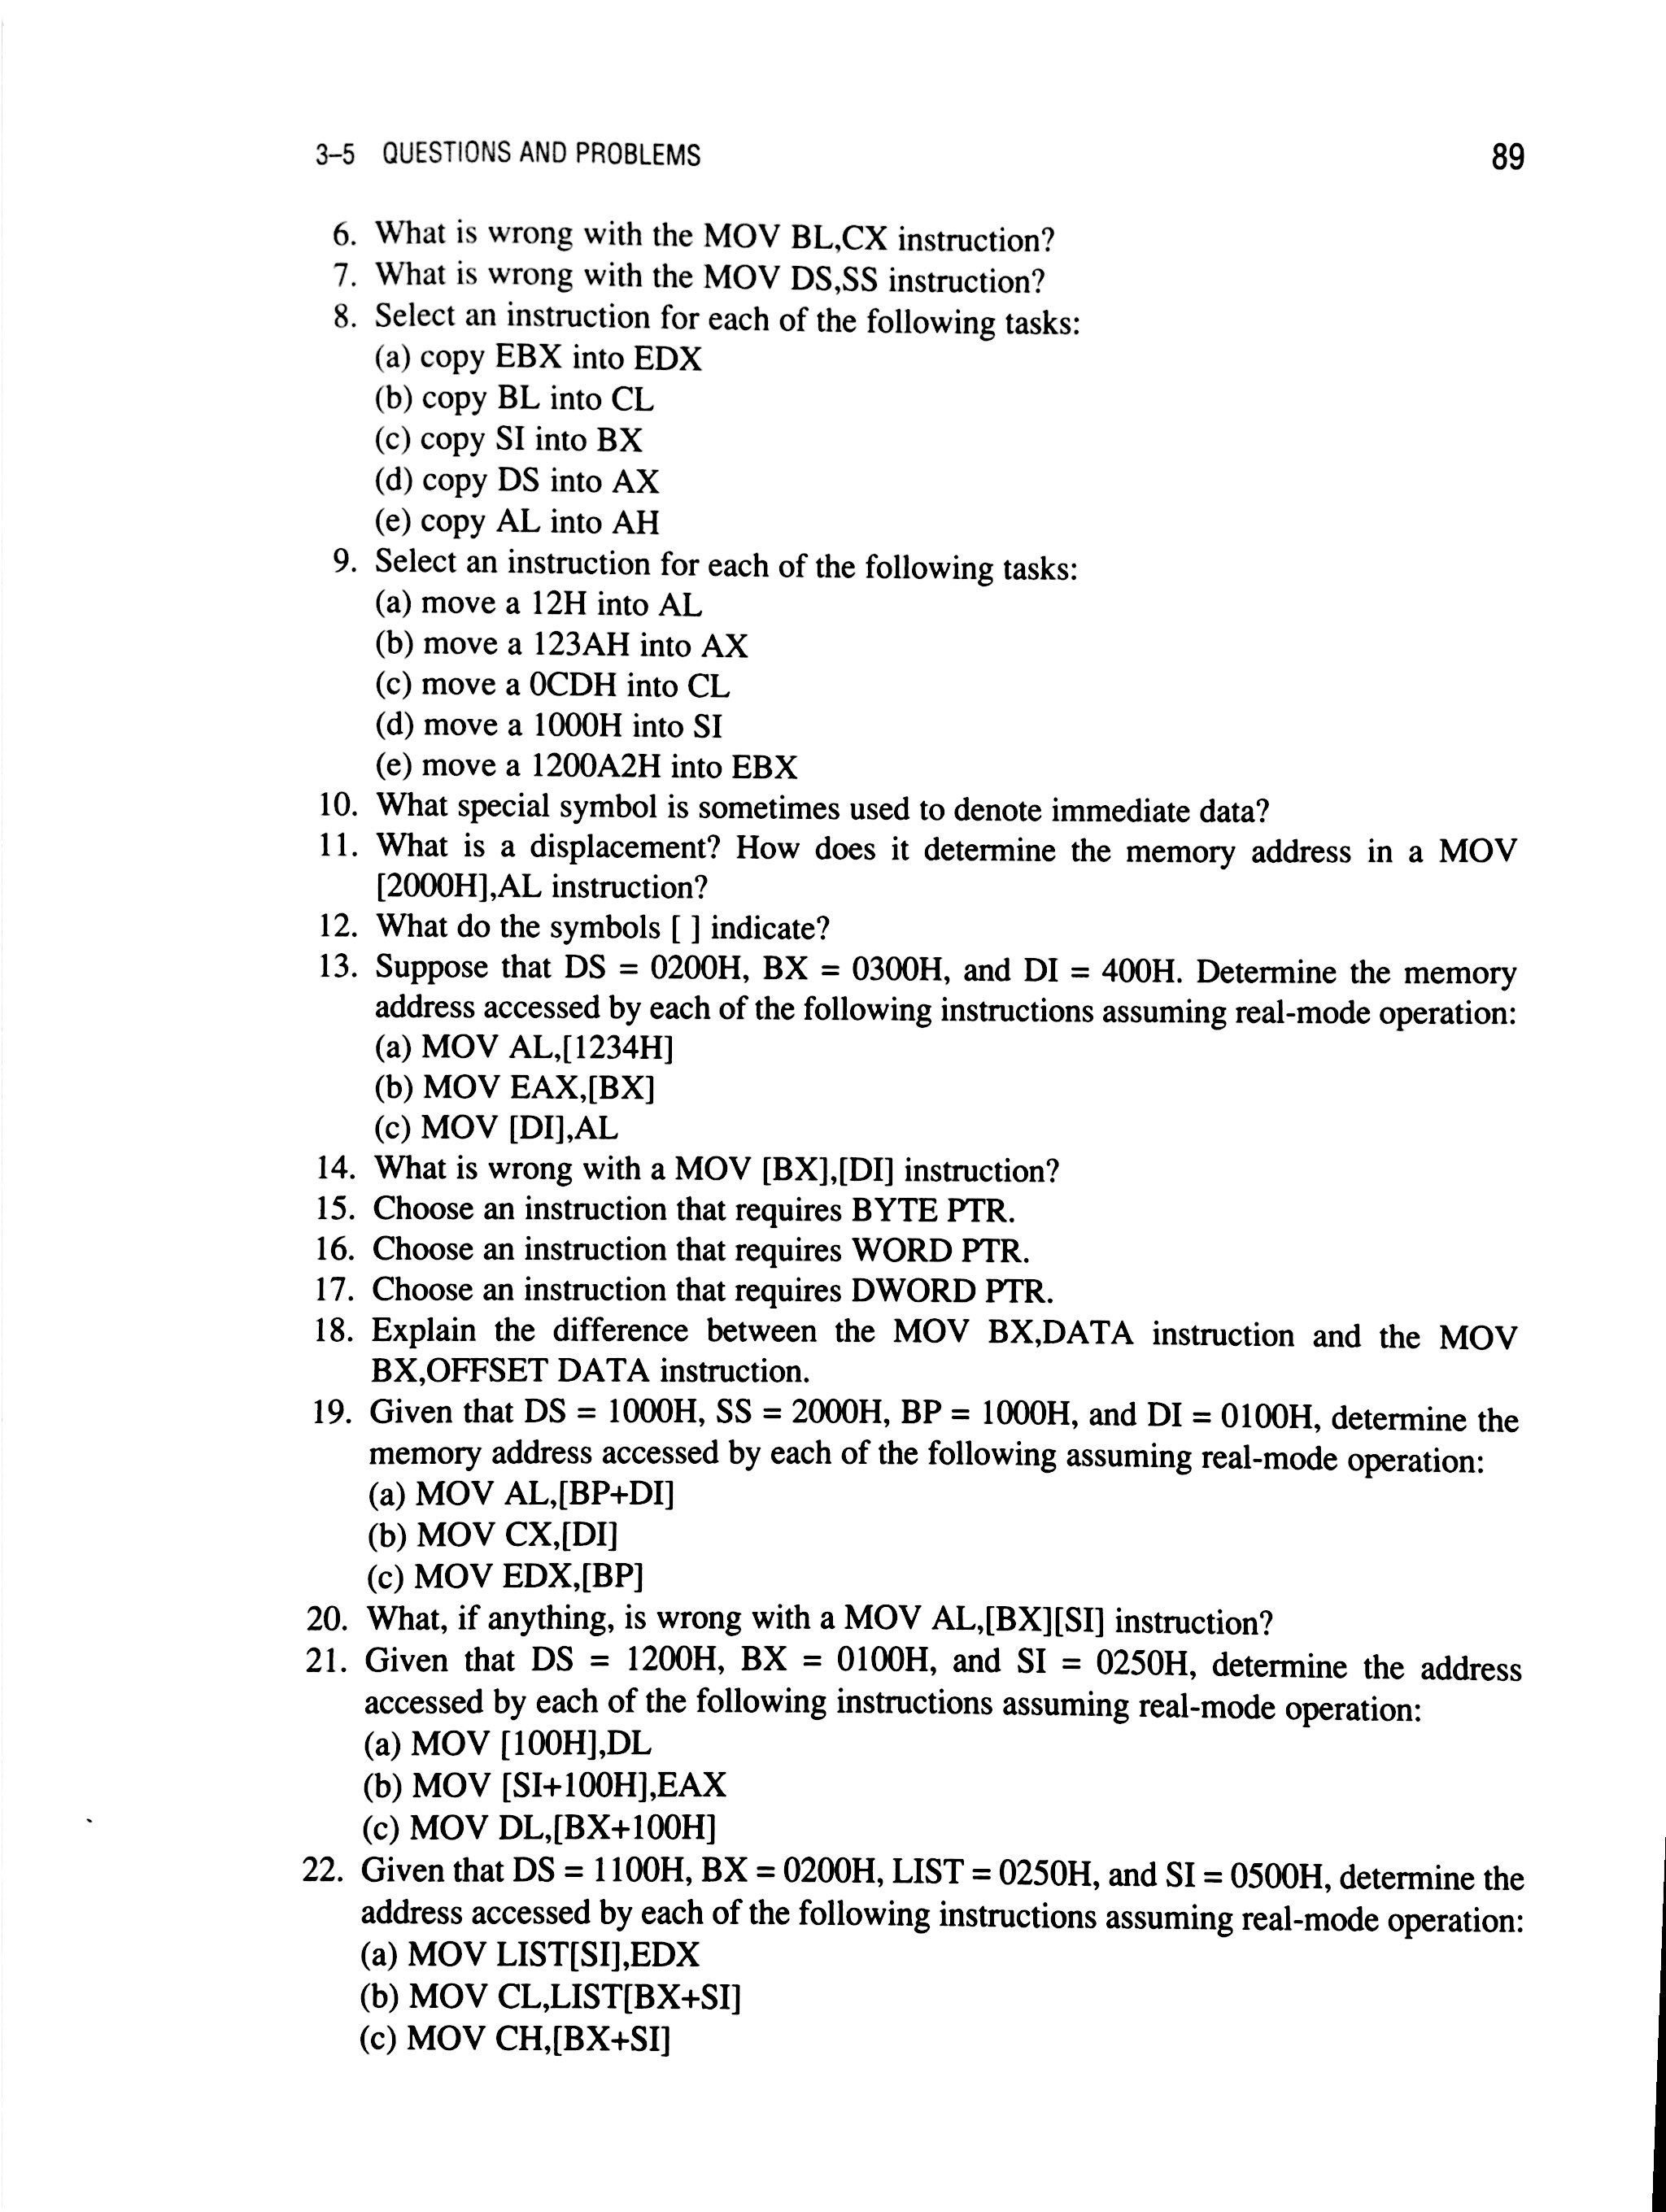 3–5 QUESTIONS AND PROBLEMS 89
6. What is wrong with the MOV BL,CX instruction?
7. What is wrong with the MOV DS,SS instruction?
8. Select an instruction for each of the following tasks:
(a) copy EBX into EDX
(b) copy BL into CL
(c) copy SI into BX
(d) copy DS into AX
(e) copy AL into AH
9. Select an instruction for each of the following tasks:
(a) move a 12H into AL
(b) move a 123AH into AX
(c) move a 0CDH into CL
(d) move a 1000H into SI
(e) move a 1200A2H into EBX
10. What special symbol is sometimes used to denote immediate data?
11. What is a displacement? How does it determine the memory address in a MOV
[2000H],AL instruction?
12. What do the symbols [ ] indicate?
13. Suppose that DS = 0200H, BX = 0300H, and DI = 400H. Determine the memory
address accessed by each of the following instructions assuming real-mode operation:
(a) MOV AL,[1234H]
(b) MOV EAX,[BX]
(c) MOV [DI],AL
14. What is wrong with a MOV [BX],[DI] instruction?
15. Choose an instruction that requires BYTE PTR.
16. Choose an instruction that requires WORD PTR.
17. Choose an instruction that requires DWORD PTR.
18. Explain the difference between the MOV BX,DATA instruction and the MOV
BX,OFFSET DATA instruction.
19. Given that DS = 1000H, SS = 2000H, BP = 1000H, and DI = 0100H, determine the
memory address accessed by each of the following assuming real-mode operation:
(a) MOV AL,[BP+DI]
(b) MOV CX,[DI]
(c) MOV EDX,[BP]
20. What, if anything, is wrong with a MOV AL,[BX][SI] instruction?
21. Given that DS = 1200H, BX = 0100H, and SI = 0250H, determine the address
accessed by each of the following instructions assuming real-mode operation:
(a) MOV [100H],DL
(b) MOV [SI+100H],EAX
(c) MOV DL,[BX+100H]
22. Given that DS = 1100H, BX = 0200H, LIST = 0250H, and SI = 0500H, determine the
address accessed by each of the following instructions assuming real-mode operation:
(a) MOV LIST[SI],EDX
(b) MOV CL,LIST[BX+SI]
(c) MOV CH,[BX+SI]